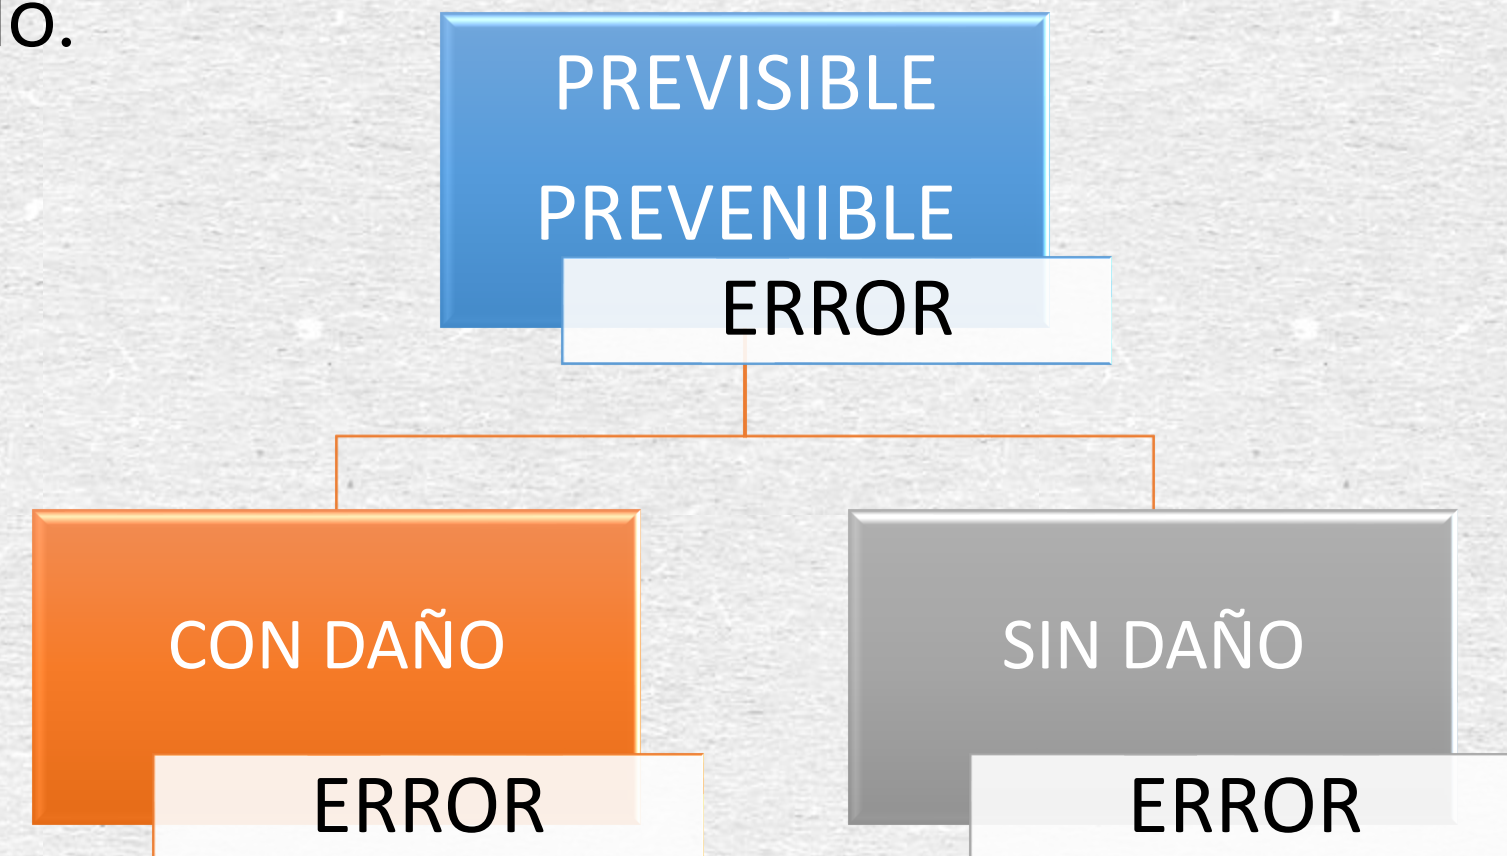 o.
PREVISIBLE
PREVENIBLE
ERROR
CON DAÑO
ERROR
SIN DAÑO
ERROR